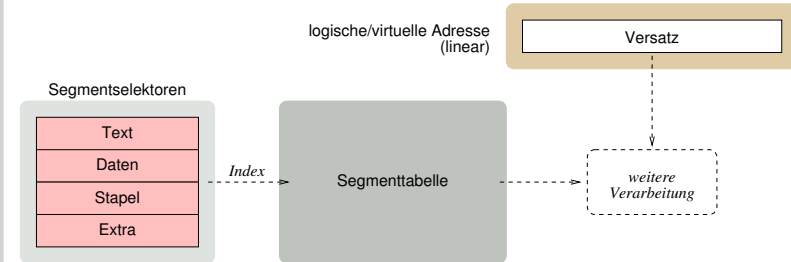 logische/virtuelle Adresse
(linear)
Versatz
Segmentselektoren
Text
Daten
Stapel
Extra
Index
Segmenttabelle
weitere
Verarbeitung